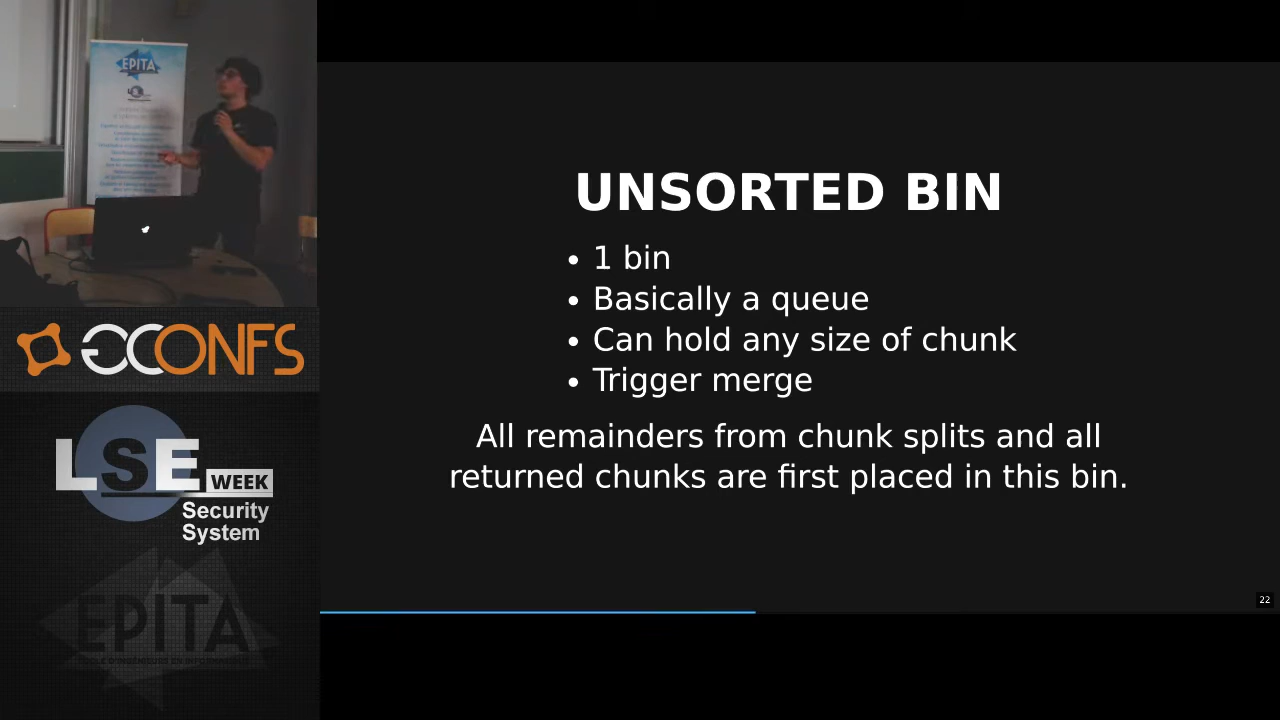 EPITA
GCONFS
LSE
WEEK
Security
System
EPITA
UNSORTED BIN
• 1 bin
• Basically a queue
• Can hold any size of chunk
• Trigger merge
All remainders from chunk splits and all
returned chunks are first placed in this bin.
22